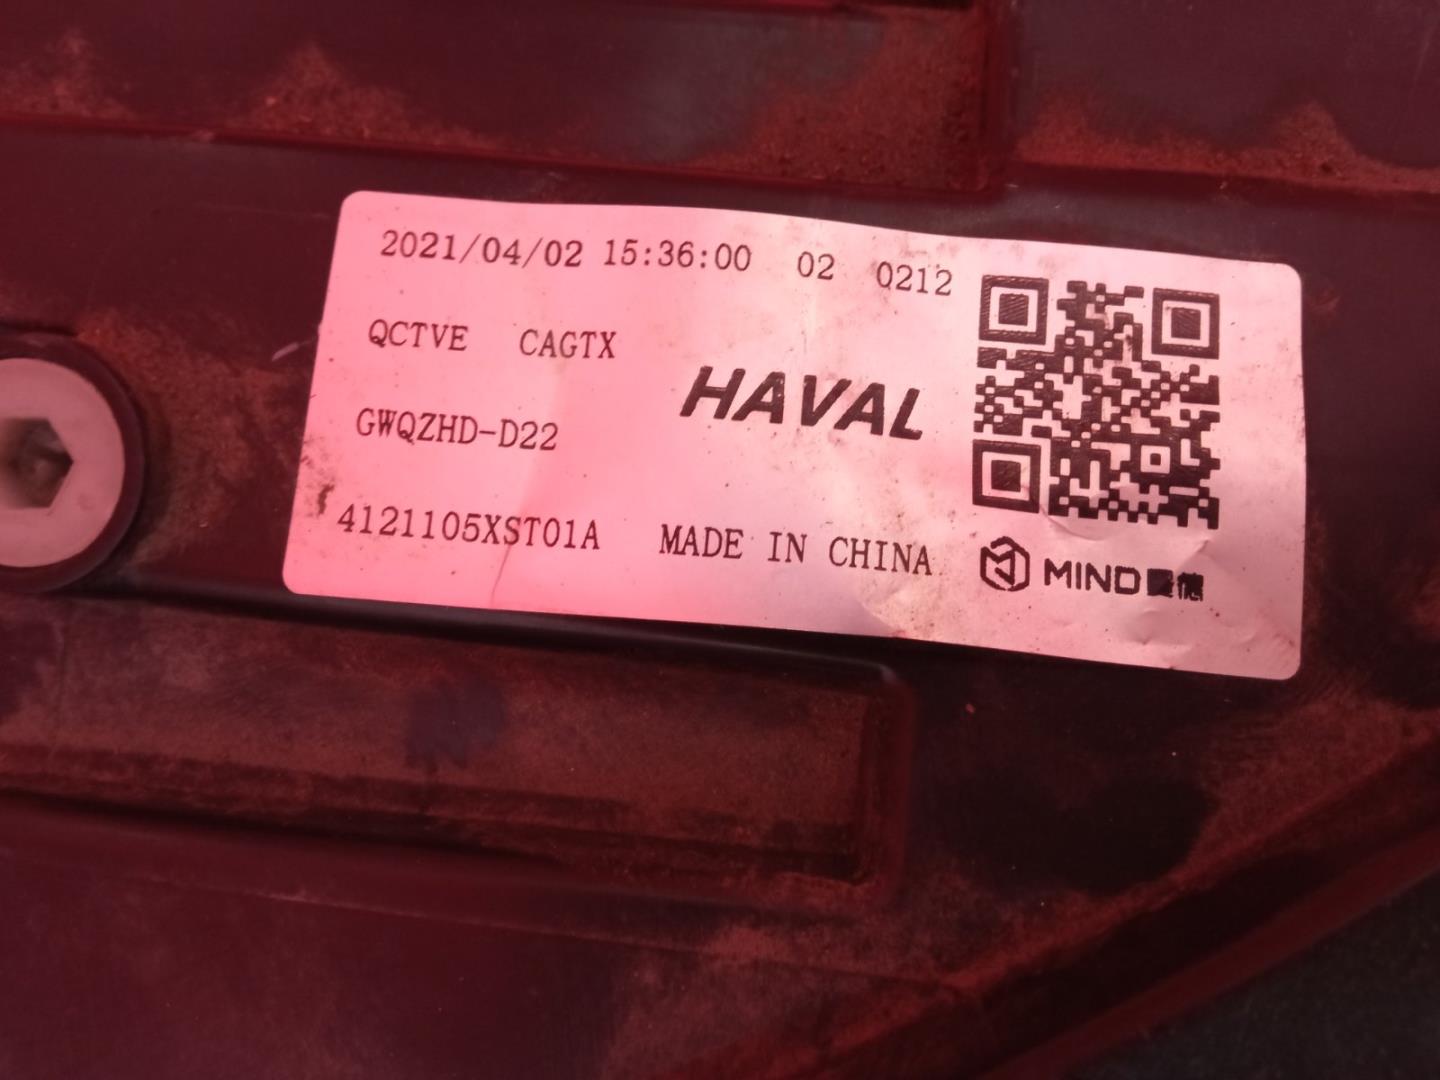 2021/04/02 15:36:00 02 0212
QCTVE CAGTX
HAVAL
GWQZHD-D22
4121105XST01A MADE IN CHINA
MIND